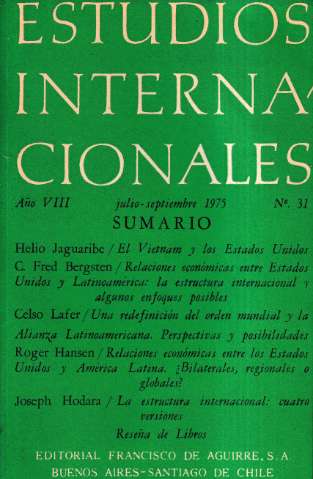 ESTUDIOS
INTERNA
CIONALES
Año VIII julio-septiembre 1975 Nº. 31
SUMARIO
Helio Jaguaribe / El Vietnam y los Estados Unidos
C. Fred Bergsten / Relaciones económicas entre Estados
Unidos y Latinoamérica: la estructura internacional y
algunos enfoques posibles
Celso Lafer / Una redefinición del orden mundial y la
Alianza Latinoamericana. Perspectivas y posibilidades
Roger Hansen / Relaciones económicas entre los Estados
Unidos y América Latina. ¿Bilaterales, regionales o
globales?
Joseph Hodara / La estructura internacional: cuatro
versiones
Reseña de Libros
EDITORIAL FRANCISCO DE AGUIRRE, S. A.
BUENOS AIRES-SANTIAGO DE CHILE